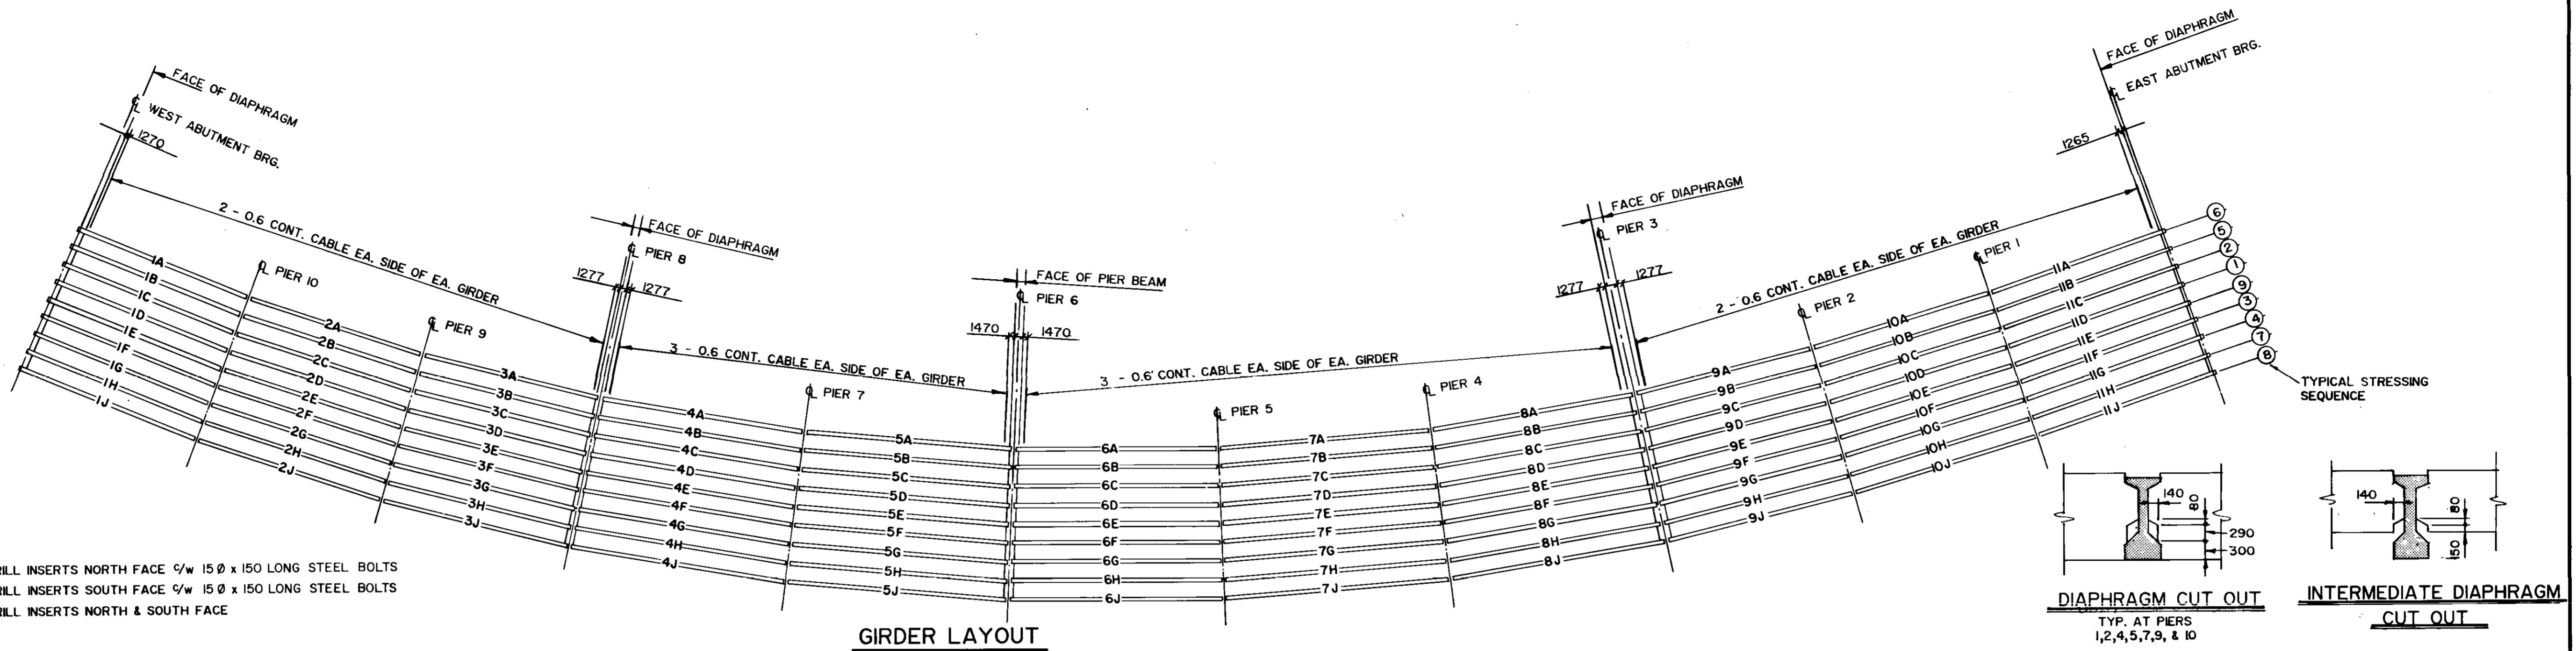 FACE OF DIAPHRAGM
℄ WEST ABUTMENT BRG.
1270
2 - 0.6 CONT. CABLE EA. SIDE OF EA. GIRDER
℄ PIER 10
℄ PIER 9
FACE OF DIAPHRAGM
℄ PIER 8
1277
1277
3 - 0.6 CONT. CABLE EA. SIDE OF EA. GIRDER
℄ PIER 7
FACE OF PIER BEAM
℄ PIER 6
1470
1470
3 - 0.6 CONT. CABLE EA. SIDE OF EA. GIRDER
℄ PIER 5
℄ PIER 4
FACE OF DIAPHRAGM
℄ PIER 3
1277
1277
2 - 0.6 CONT. CABLE EA. SIDE OF EA. GIRDER
℄ PIER 2
℄ PIER 1
FACE OF DIAPHRAGM
℄ EAST ABUTMENT BRG.
1265
1A 2A 3A 4A 5A 6A 7A 8A 9A 10A 11A 6
1B 2B 3B 4B 5B 6B 7B 8B 9B 10B 11B 5
1C 2C 3C 4C 5C 6C 7C 8C 9C 10C 11C 2
1D 2D 3D 4D 5D 6D 7D 8D 9D 10D 11D 1
1E 2E 3E 4E 5E 6E 7E 8E 9E 10E 11E 9
1F 2F 3F 4F 5F 6F 7F 8F 9F 10F 11F 3
1G 2G 3G 4G 5G 6G 7G 8G 9G 10G 11G 4
1H 2H 3H 4H 5H 6H 7H 8H 9H 10H 11H 7
1J 2J 3J 4J 5J 6J 7J 8J 9J 10J 11J 8
TYPICAL STRESSING
SEQUENCE
RILL INSERTS NORTH FACE C/W 15 Ø x 150 LONG STEEL BOLTS
RILL INSERTS SOUTH FACE C/W 15 Ø x 150 LONG STEEL BOLTS
RILL INSERTS NORTH & SOUTH FACE
GIRDER LAYOUT
140
80
290
300
DIAPHRAGM CUT OUT
TYP. AT PIERS
1,2,4,5,7,9, & 10
140
80
150
INTERMEDIATE DIAPHRAGM
CUT OUT